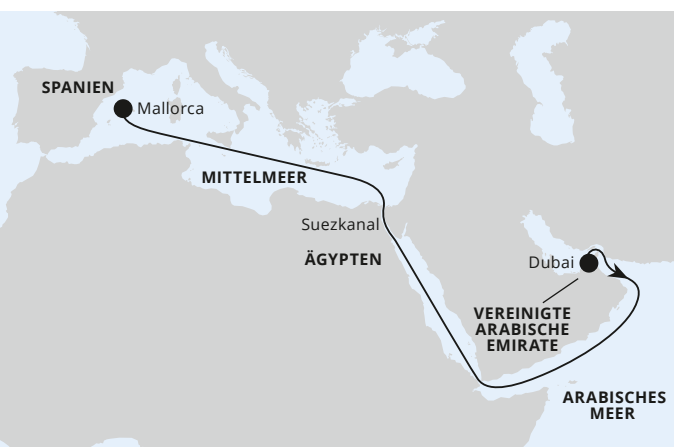 SPANIEN
Mallorca
MITTELMEER
Suezkanal
ÄGYPTEN
Dubai
VEREINIGTE
ARABISCHE
EMIRATE
ARABISCHES
MEER